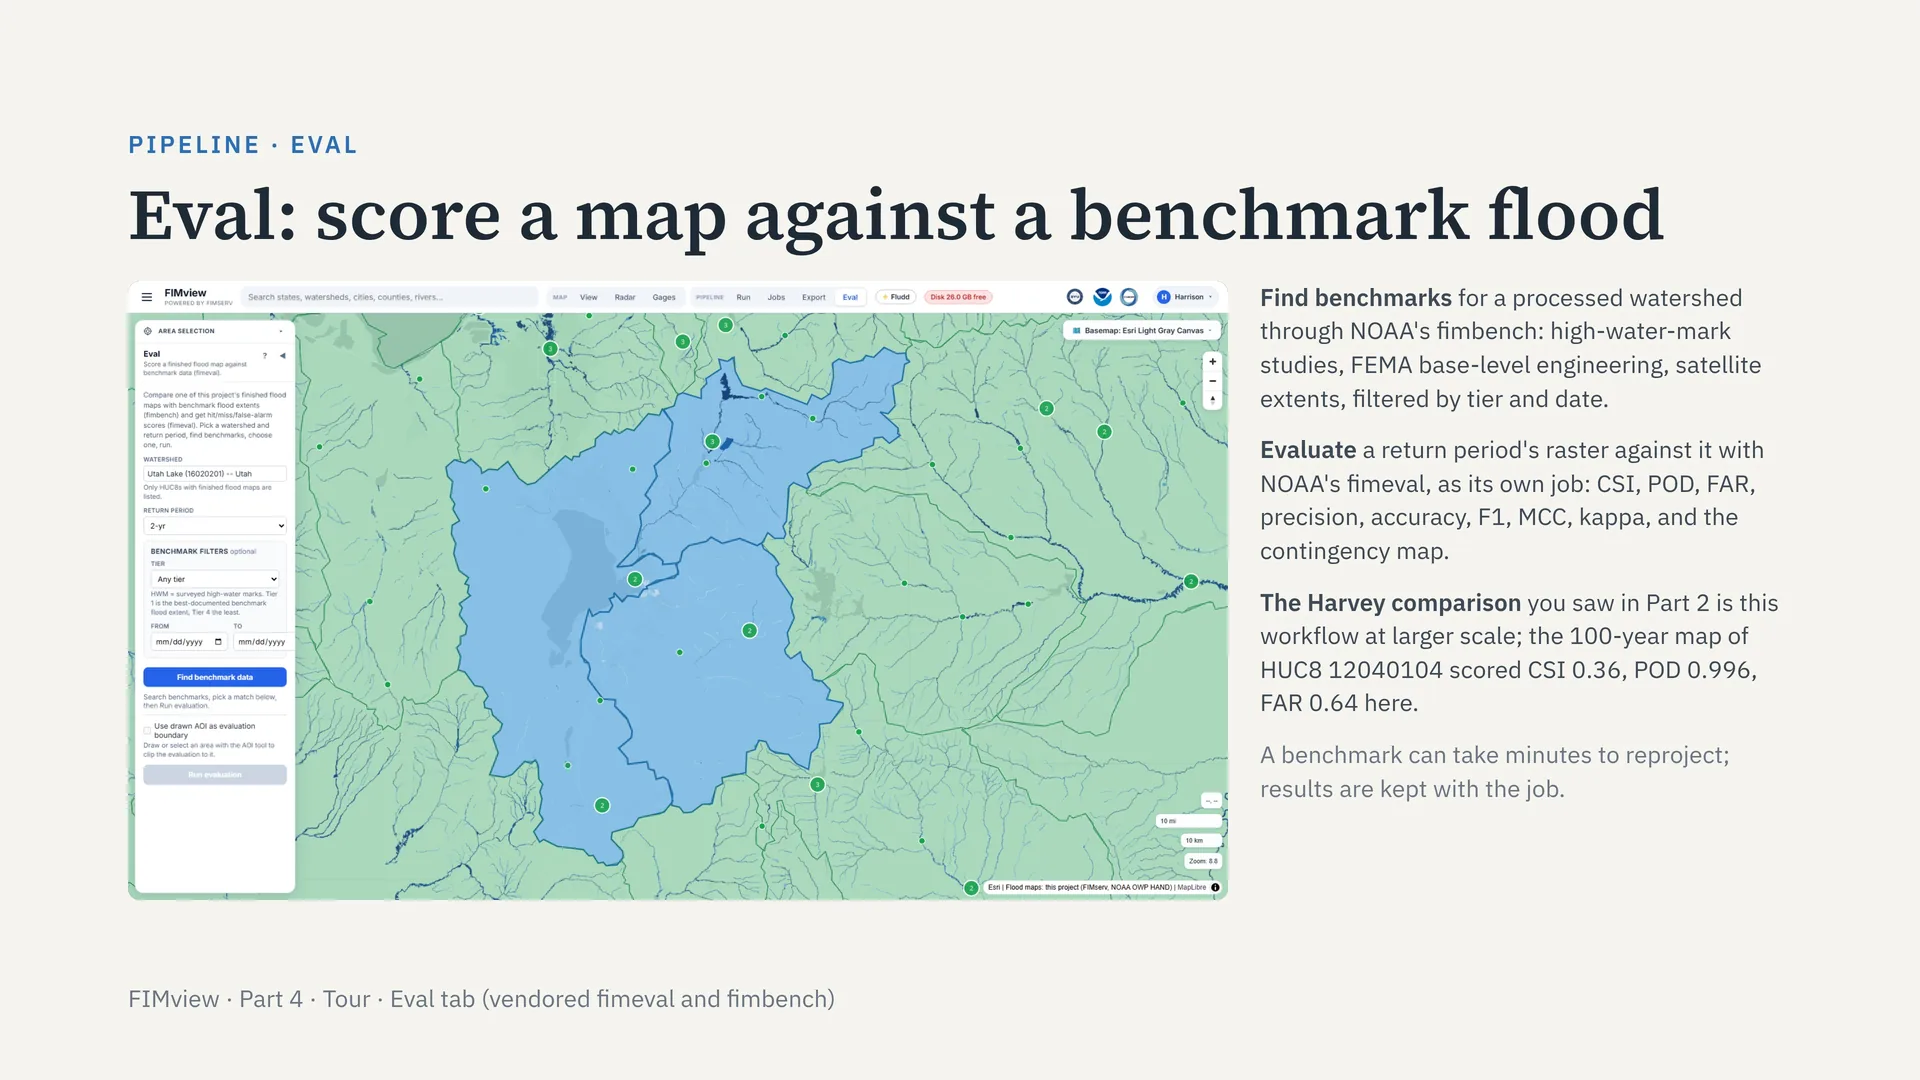 PIPELINE · EVAL
Eval: score a map against a benchmark flood
FIMview
POWERED BY FIMSERV
Search states, watersheds, cities, counties, rivers...
MAP View Radar Gages
PIPELINE Run Jobs Export Eval
Fludd
Disk 26.0 GB free
H Harrison
AREA SELECTION
Eval ?
Score a finished flood map against
benchmark data (fimeval).
Compare one of this project's finished flood
maps with benchmark flood extents
(fimbench) and get hit/miss/false-alarm
scores (fimeval). Pick a watershed and
return period, find benchmarks, choose
one, run.
WATERSHED
Utah Lake (16020201) -- Utah
Only HUC8s with finished flood maps are
listed.
RETURN PERIOD
2-yr
BENCHMARK FILTERS optional
TIER
Any tier
HWM = surveyed high-water marks. Tier
1 is the best-documented benchmark
flood extent, Tier 4 the least.
FROM TO
mm/dd/yyyy mm/dd/yyyy
Find benchmark data
Search benchmarks, pick a match below,
then Run evaluation.
Use drawn AOI as evaluation
boundary
Draw or select an area with the AOI tool to
clip the evaluation to it.
Run evaluation
Basemap: Esri Light Gray Canvas
+
−
3
3
3
2
2
3
2
2
2
3
2
2
--, --
10 mi
10 km
Zoom: 8.8
Esri | Flood maps: this project (FIMserv, NOAA OWP HAND) | MapLibre
Find benchmarks for a processed watershed
through NOAA's fimbench: high-water-mark
studies, FEMA base-level engineering, satellite
extents, filtered by tier and date.
Evaluate a return period's raster against it with
NOAA's fimeval, as its own job: CSI, POD, FAR,
precision, accuracy, F1, MCC, kappa, and the
contingency map.
The Harvey comparison you saw in Part 2 is this
workflow at larger scale; the 100-year map of
HUC8 12040104 scored CSI 0.36, POD 0.996,
FAR 0.64 here.
A benchmark can take minutes to reproject;
results are kept with the job.
FIMview · Part 4 · Tour · Eval tab (vendored fimeval and fimbench)